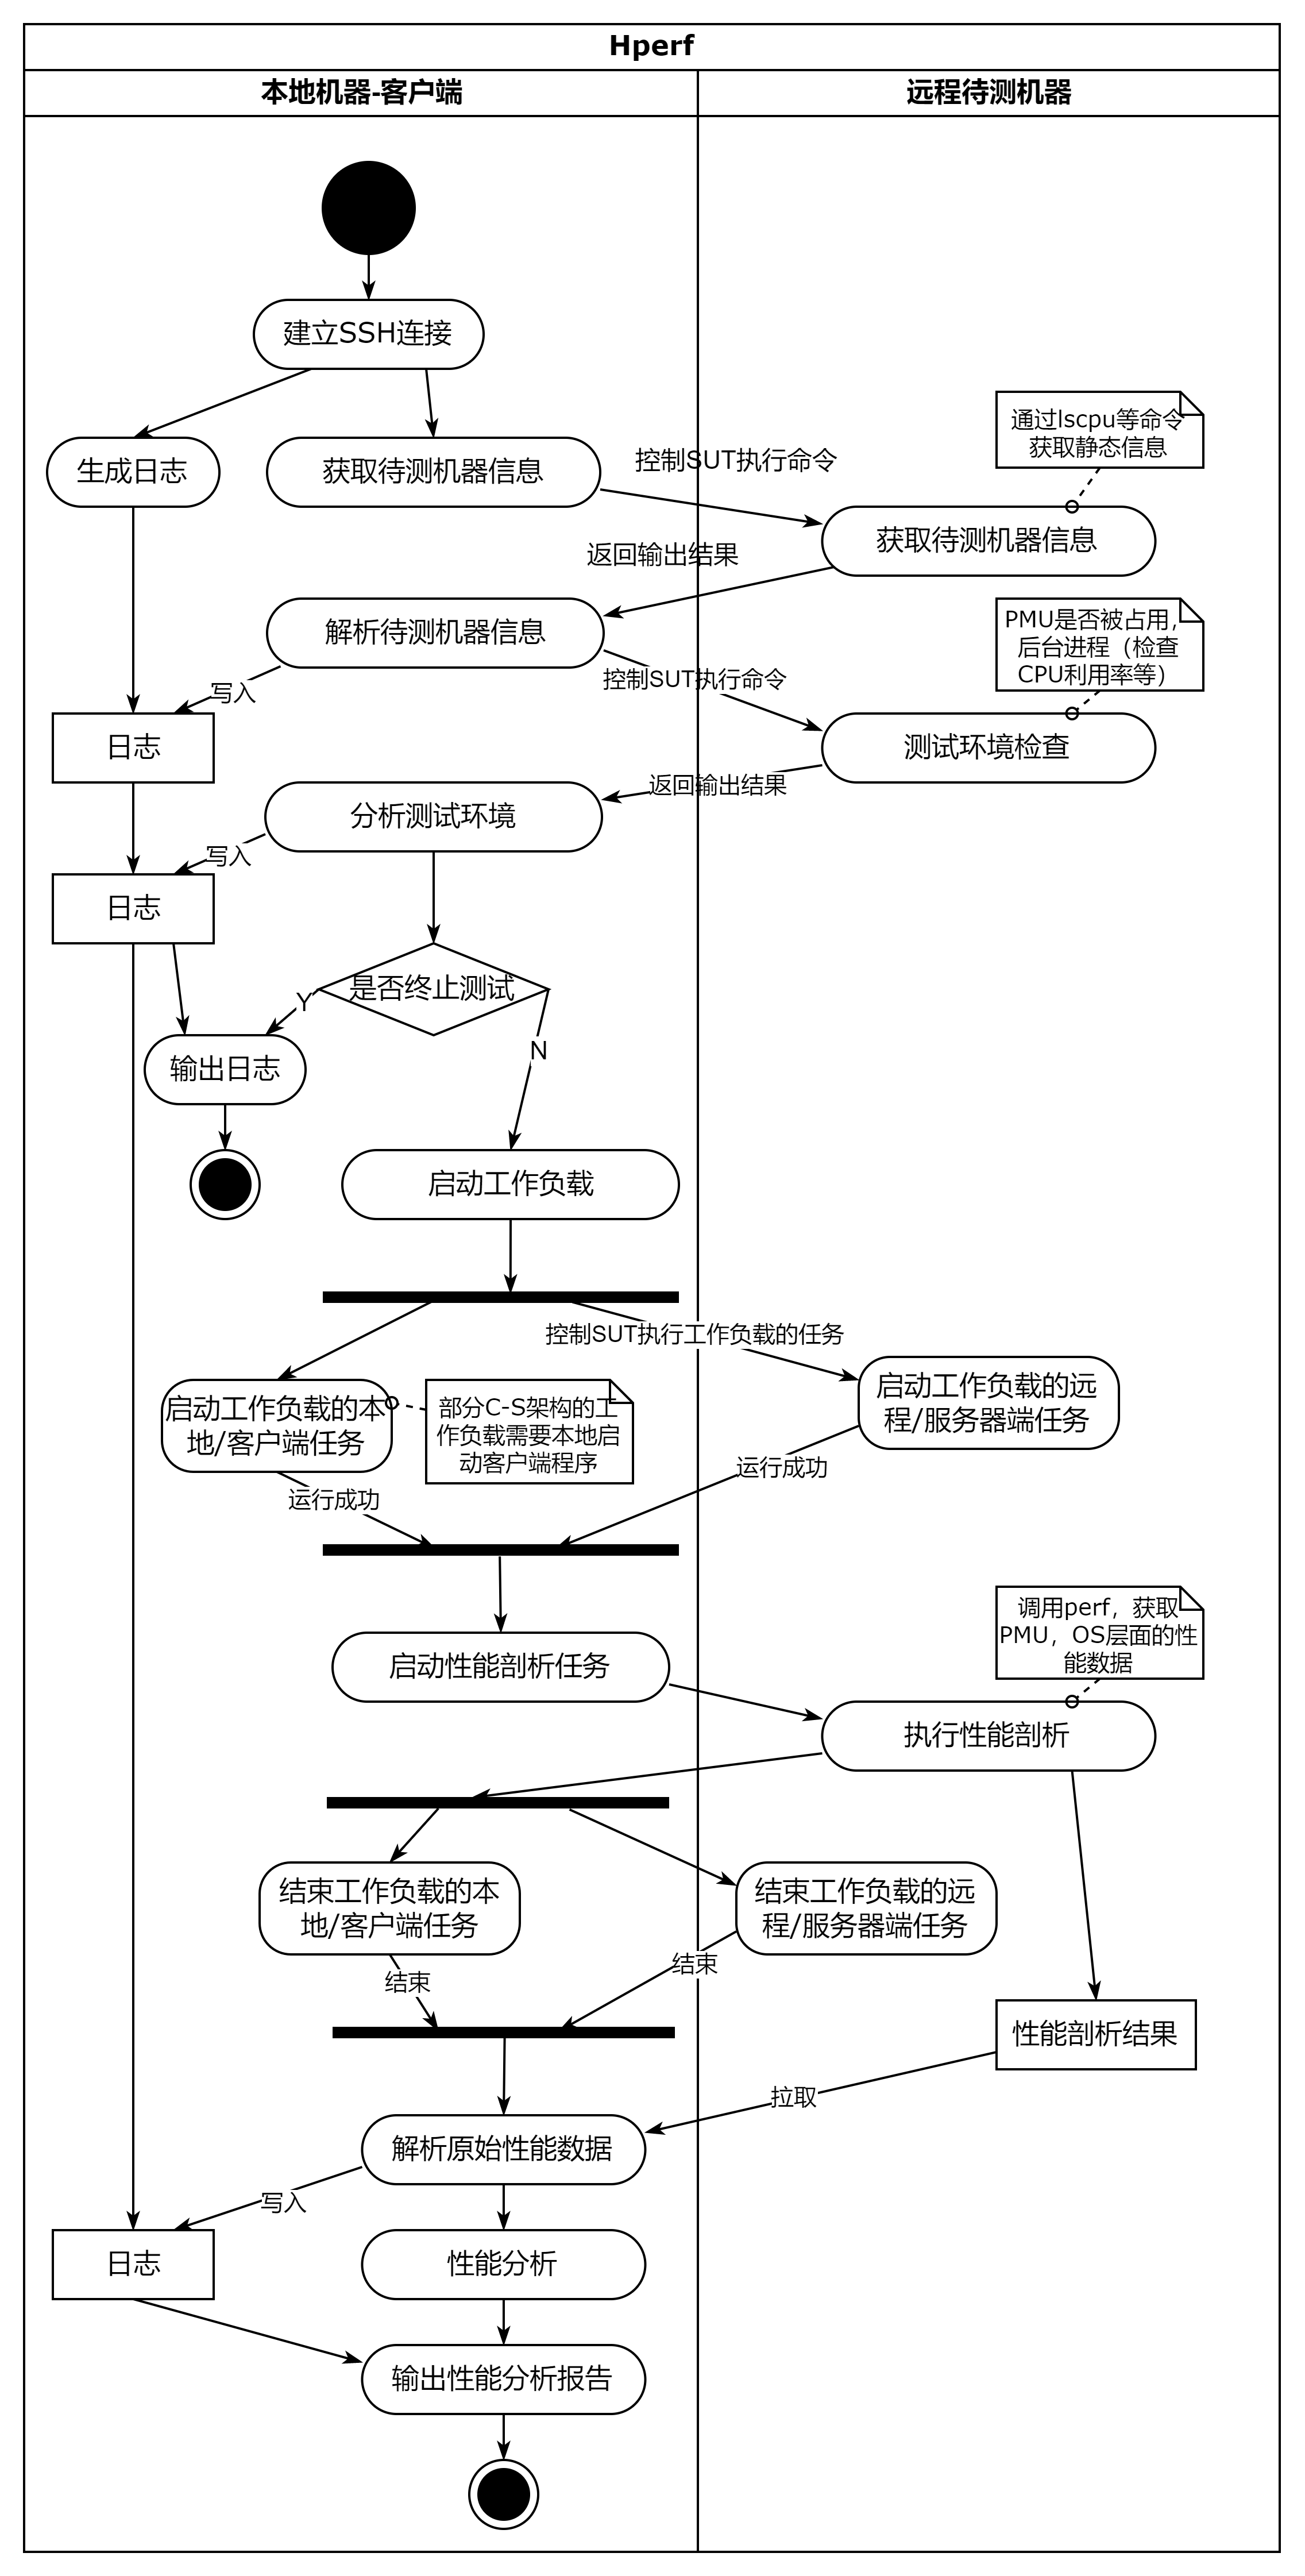 Hperf
本地机器-客户端
远程待测机器
建立SSH连接
通过lscpu等命令
获取静态信息
生成日志
获取待测机器信息
控制SUT执行命令
获取待测机器信息
返回输出结果
解析待测机器信息
PMU是否被占用，
后台进程（检查
CPU利用率等）
写入
控制SUT执行命令
日志
测试环境检查
返回输出结果
分析测试环境
写入
日志
是否终止测试
Y
N
输出日志
启动工作负载
控制SUT执行工作负载的任务
启动工作负载的本
地/客户端任务
部分C-S架构的工
作负载需要本地启
动客户端程序
启动工作负载的远
程/服务器端任务
运行成功
运行成功
调用perf，获取
PMU，OS层面的性
能数据
启动性能剖析任务
执行性能剖析
结束工作负载的本
地/客户端任务
结束工作负载的远
程/服务器端任务
结束
结束
性能剖析结果
拉取
解析原始性能数据
写入
日志
性能分析
输出性能分析报告